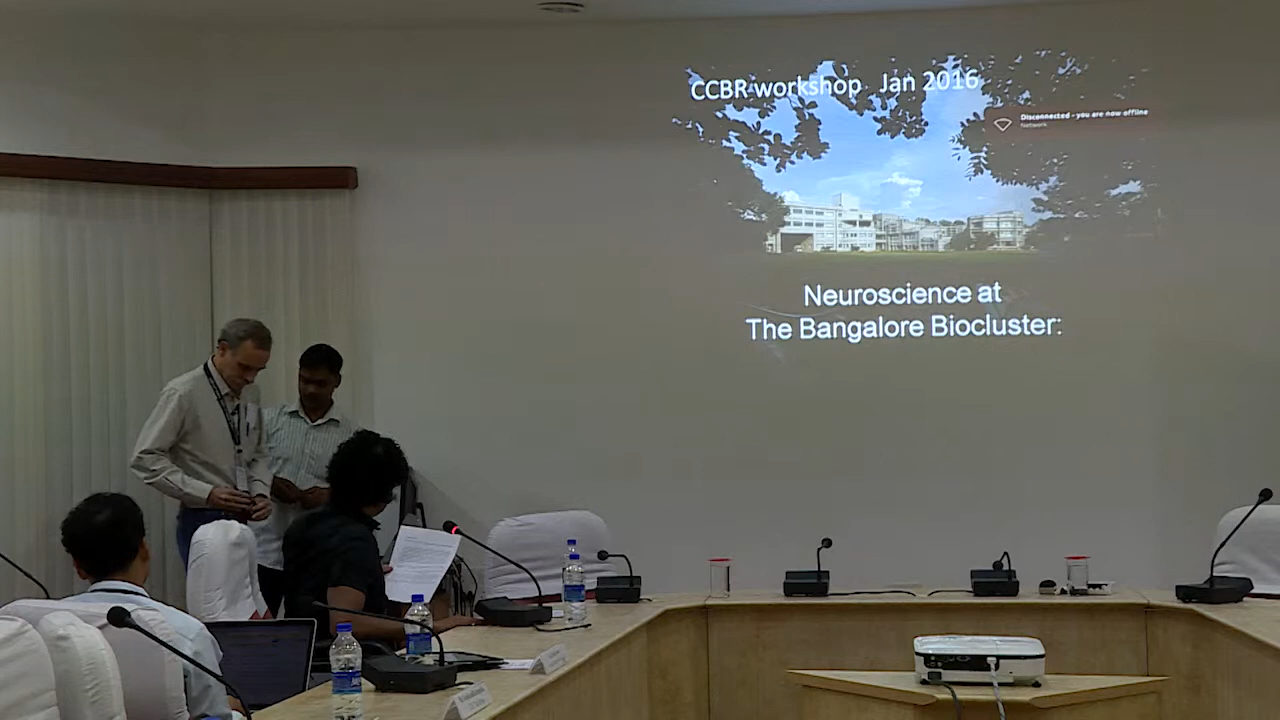 CCBR workshop Jan 2016
Disconnected - you are now offline
Network
Neuroscience at
The Bangalore Biocluster: